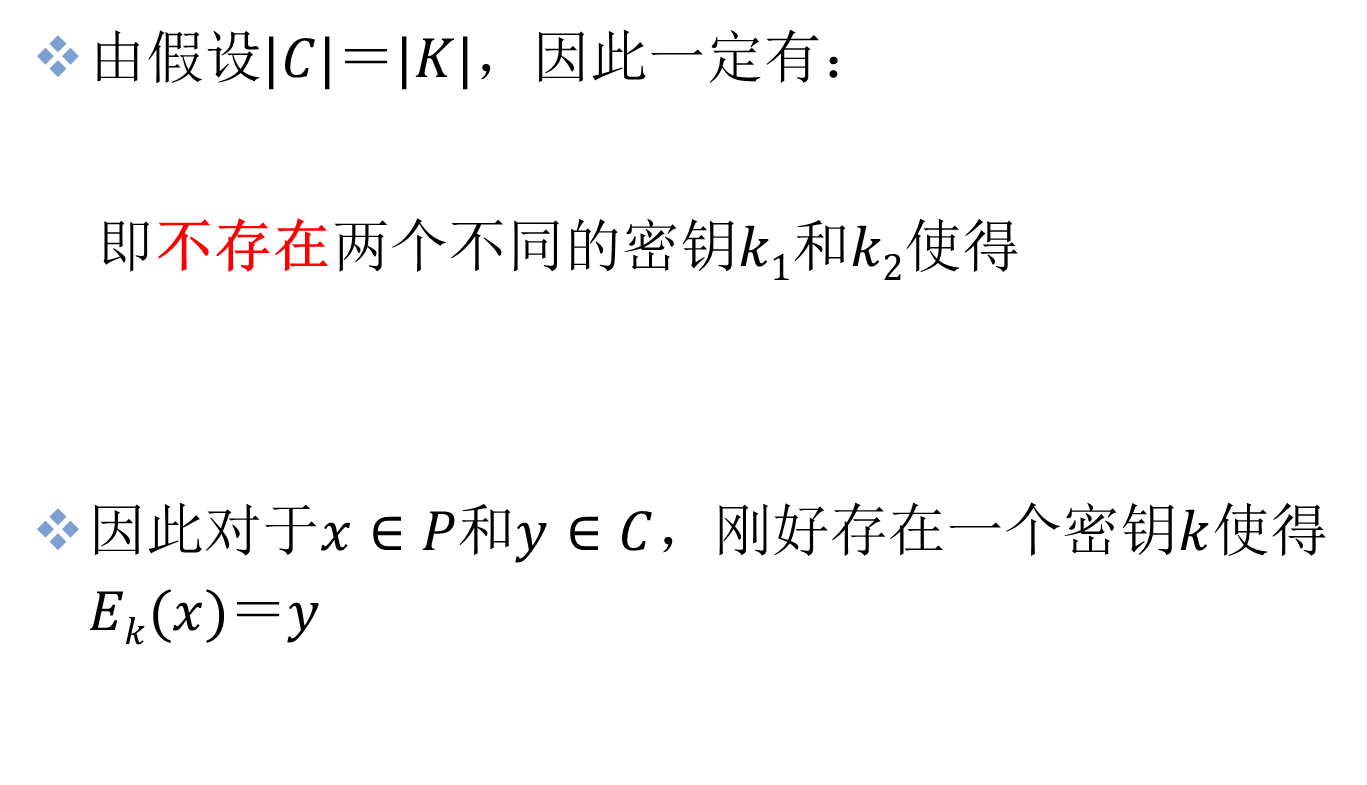 ❖由假设|C|＝|K|，因此一定有：
即不存在两个不同的密钥k₁和k₂使得
❖因此对于x ∈ P和y ∈ C，刚好存在一个密钥k使得
Eₖ(x)＝y